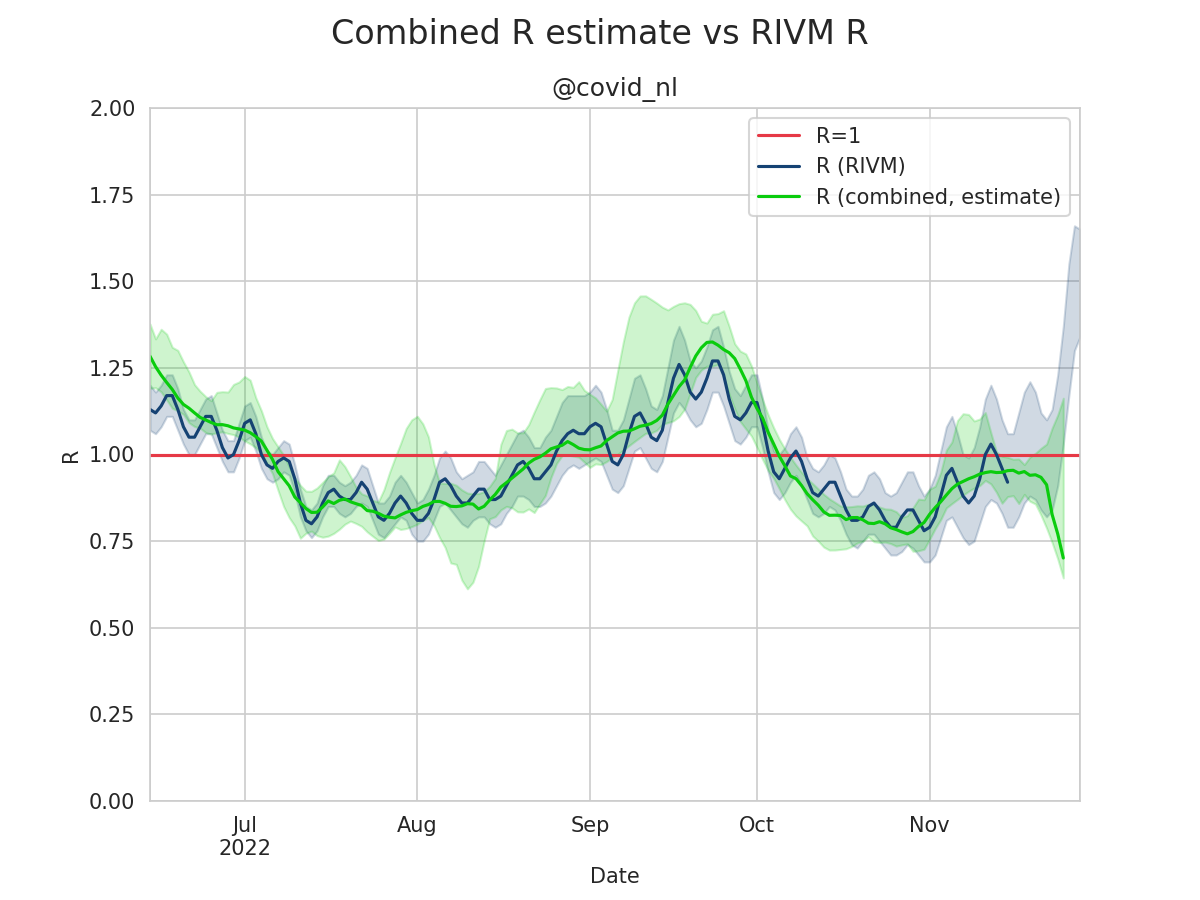 Combined R estimate vs RIVM R
@covid_nl
R=1
R (RIVM)
R (combined, estimate)
2.00
1.75
1.50
1.25
1.00
0.75
0.50
0.25
0.00
R
Jul
2022
Aug
Sep
Oct
Nov
Date